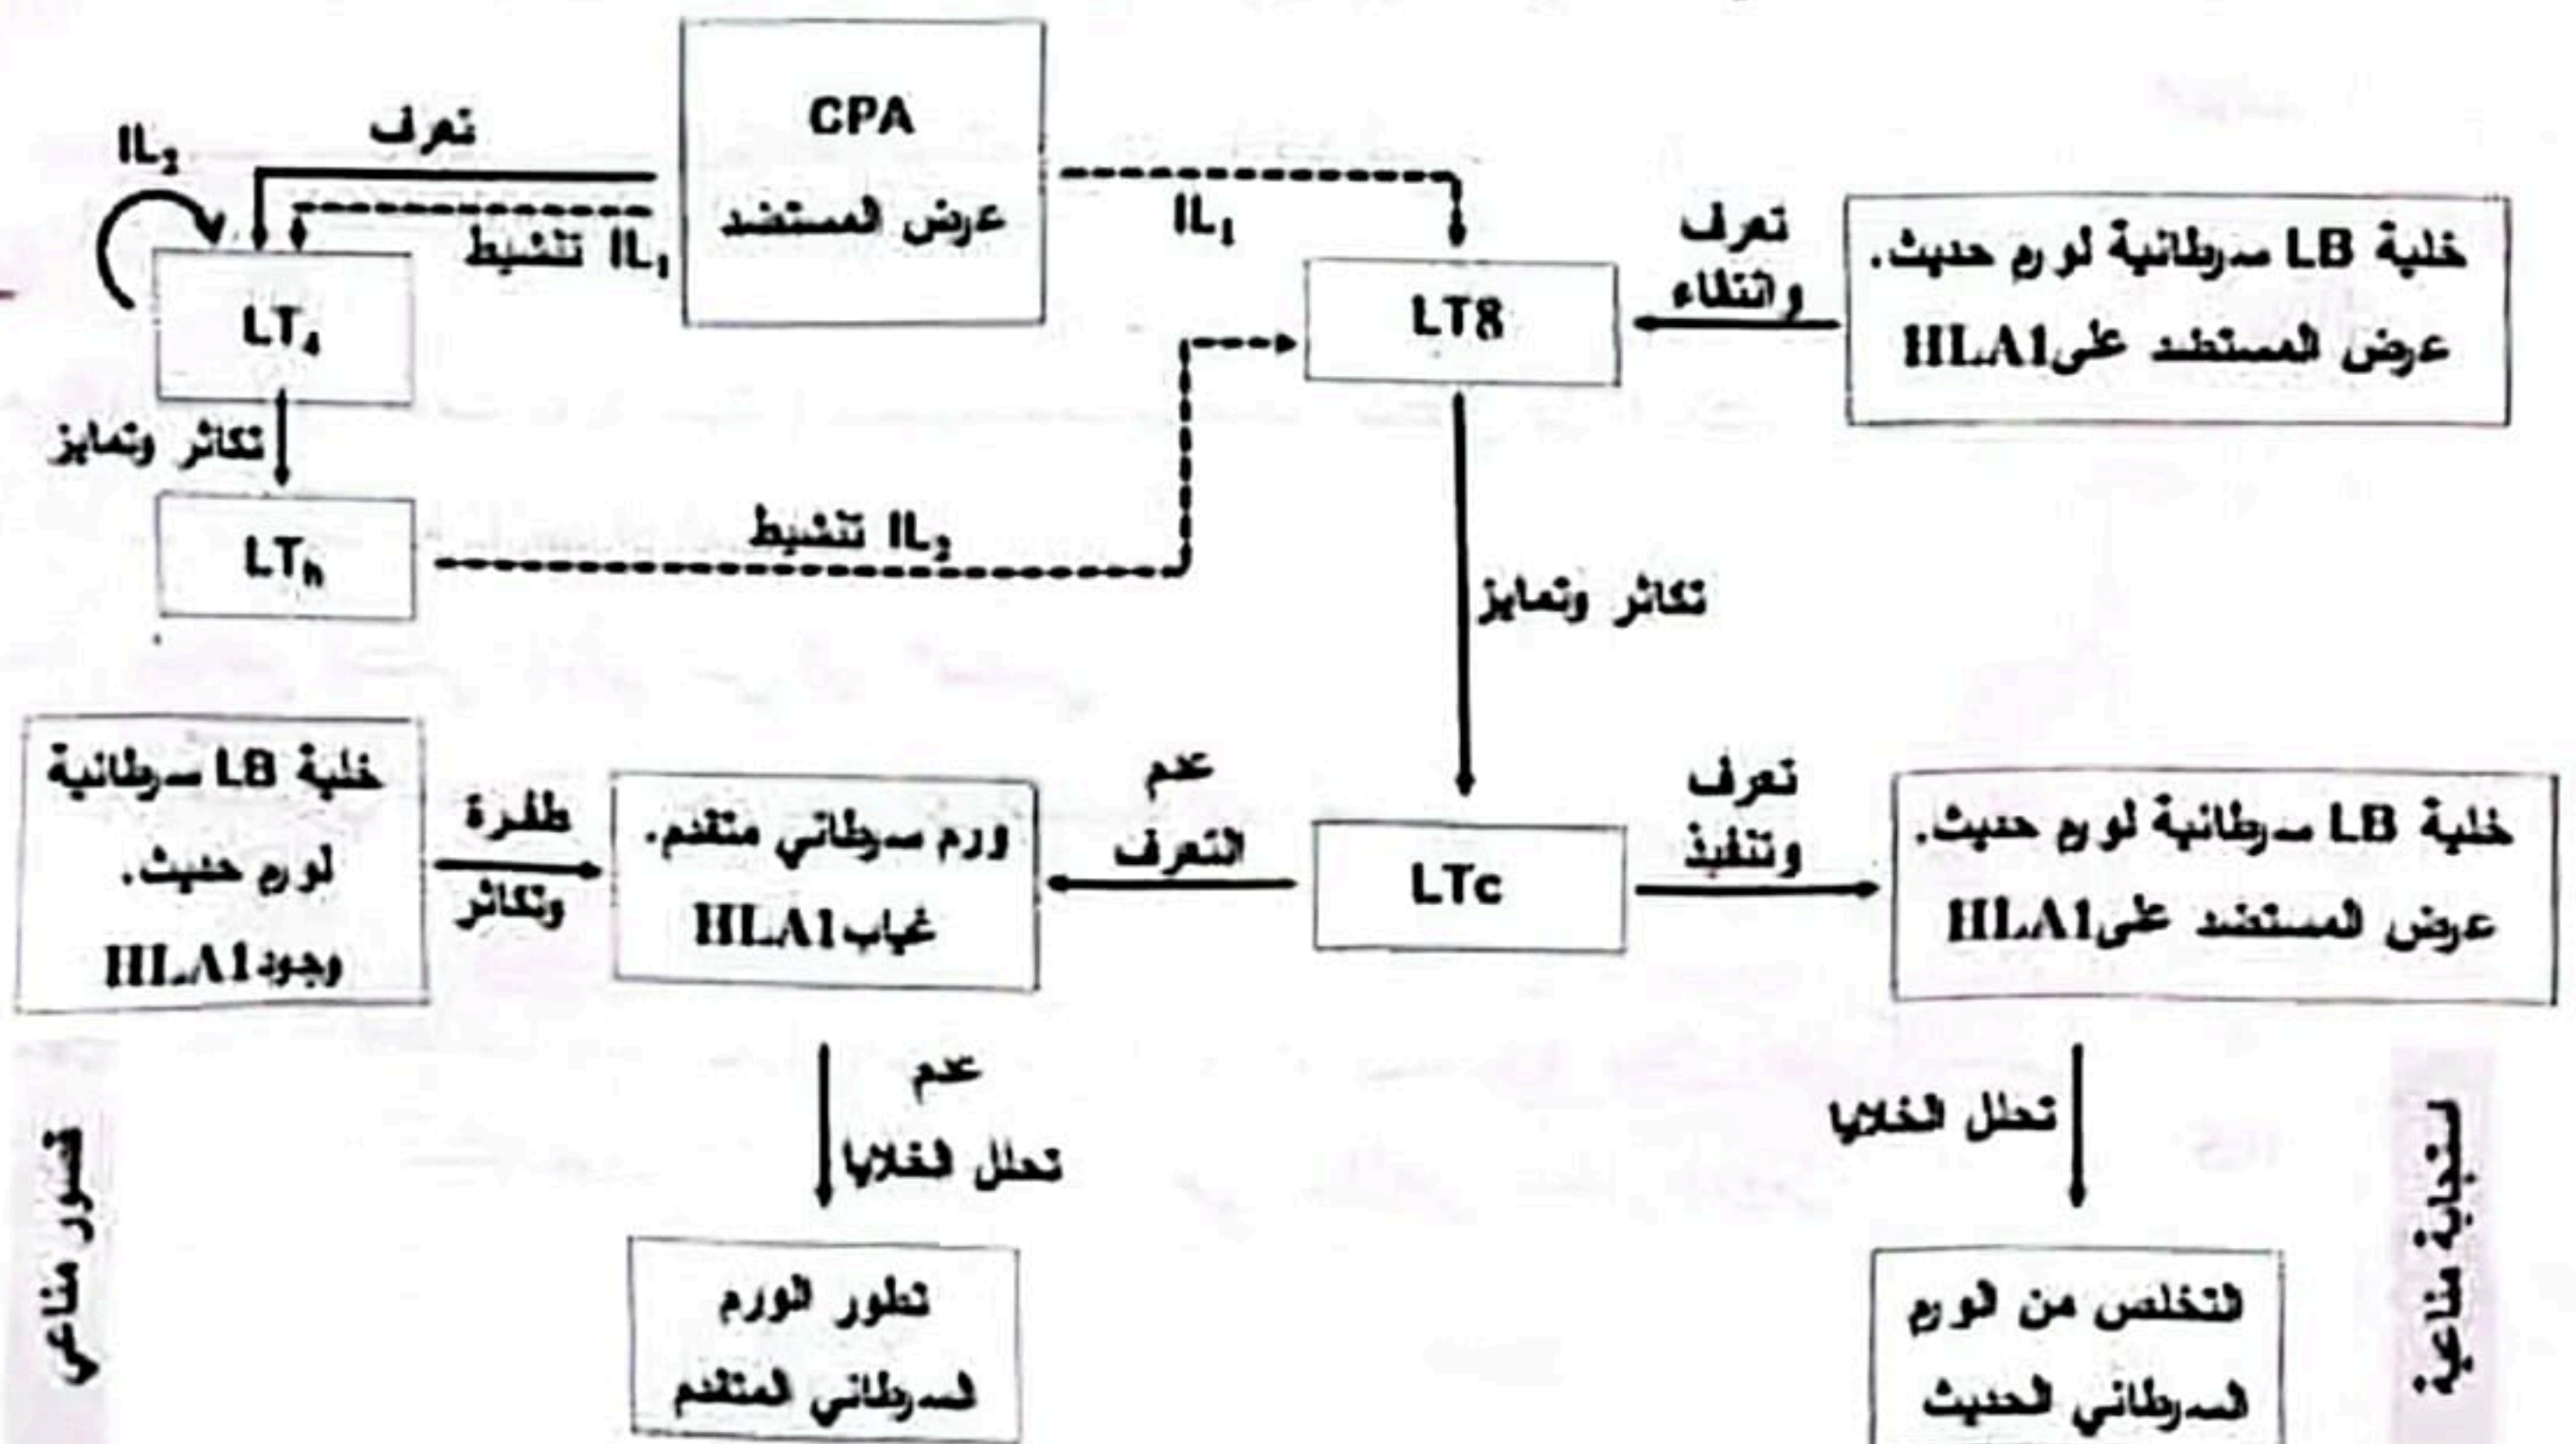 CPA
عرض المستضد
تعرف
IL₂
IL₁ تنشيط
IL₁
تعرف
وانتقاء
خلية LB سرطانية لورم حديث.
عرض المستضد على HLA1
LT₄
LT8
تكاثر وتمايز
LTh
IL₂ تنشيط
تكاثر وتمايز
خلية LB سرطانية
لورم حديث.
وجود HLA1
طفرة
وتكاثر
ورم سرطاني متقدم.
غياب HLA1
عدم
التعرف
LTc
تعرف
وتنفيذ
خلية LB سرطانية لورم حديث.
عرض المستضد على HLA1
عدم
تحلل الخلايا
تحلل الخلايا
قصور مناعي
استجابة مناعية
تطور الورم
السرطاني المتقدم
التخلص من الورم
السرطاني الحديث